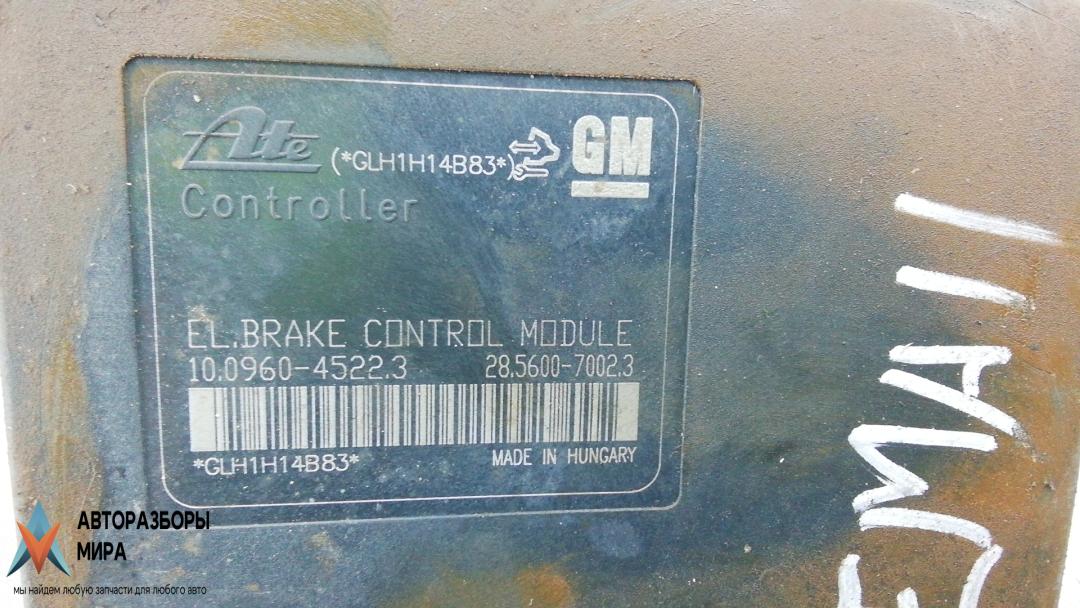 Ate
(*GLH1H14B83*)
GM
Controller
EL.BRAKE CONTROL MODULE
10.0960-4522.3 28.5600-7002.3
*GLH1H14B83*
MADE IN HUNGARY
АВТОРАЗБОРЫ
МИРА
мы найдем любую запчасти для любого авто